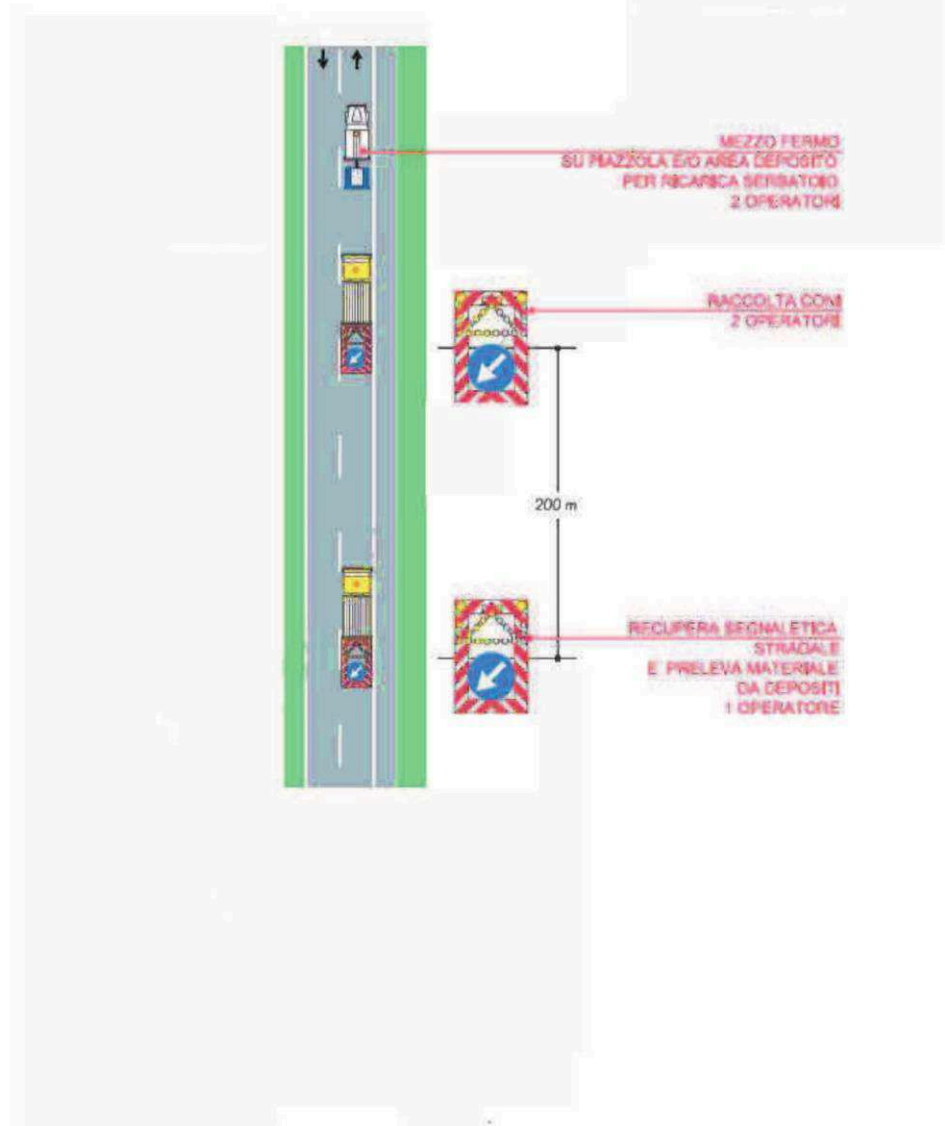 MEZZO FERMO
SU PIAZZOLA E/O AREA DEPOSITO
PER RICARICA SERBATOIO
2 OPERATORI
RACCOLTA CONI
2 OPERATORI
200 m
RECUPERA SEGNALETICA
STRADALE
E PRELEVA MATERIALE
DA DEPOSITI
1 OPERATORE